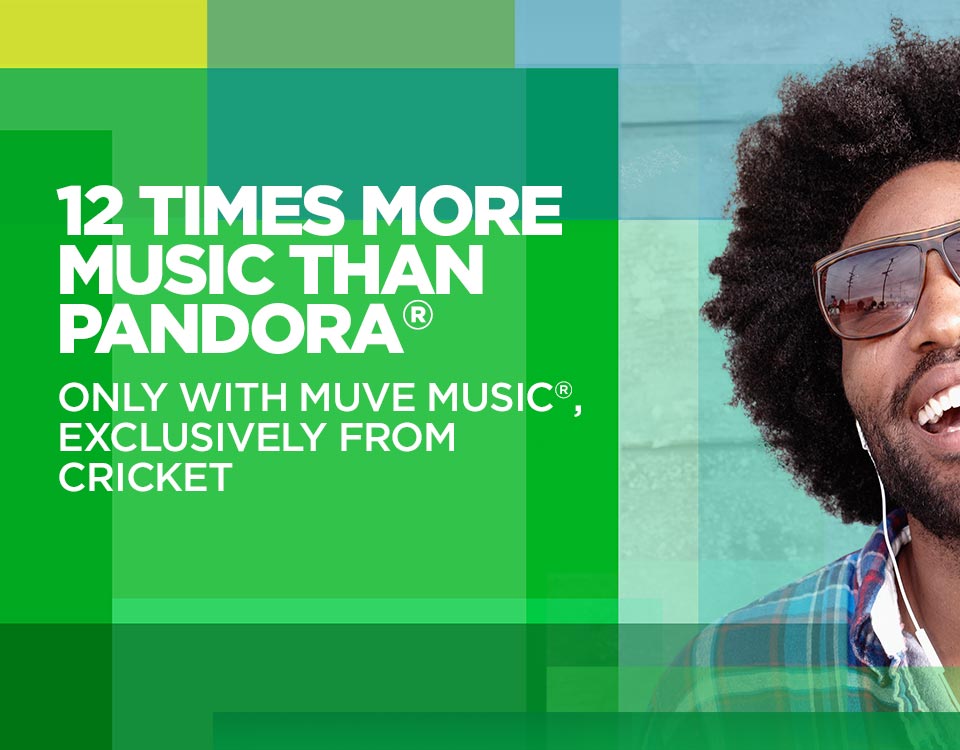 12 TIMES MORE
MUSIC THAN
PANDORA®
ONLY WITH MUVE MUSIC®,
EXCLUSIVELY FROM
CRICKET